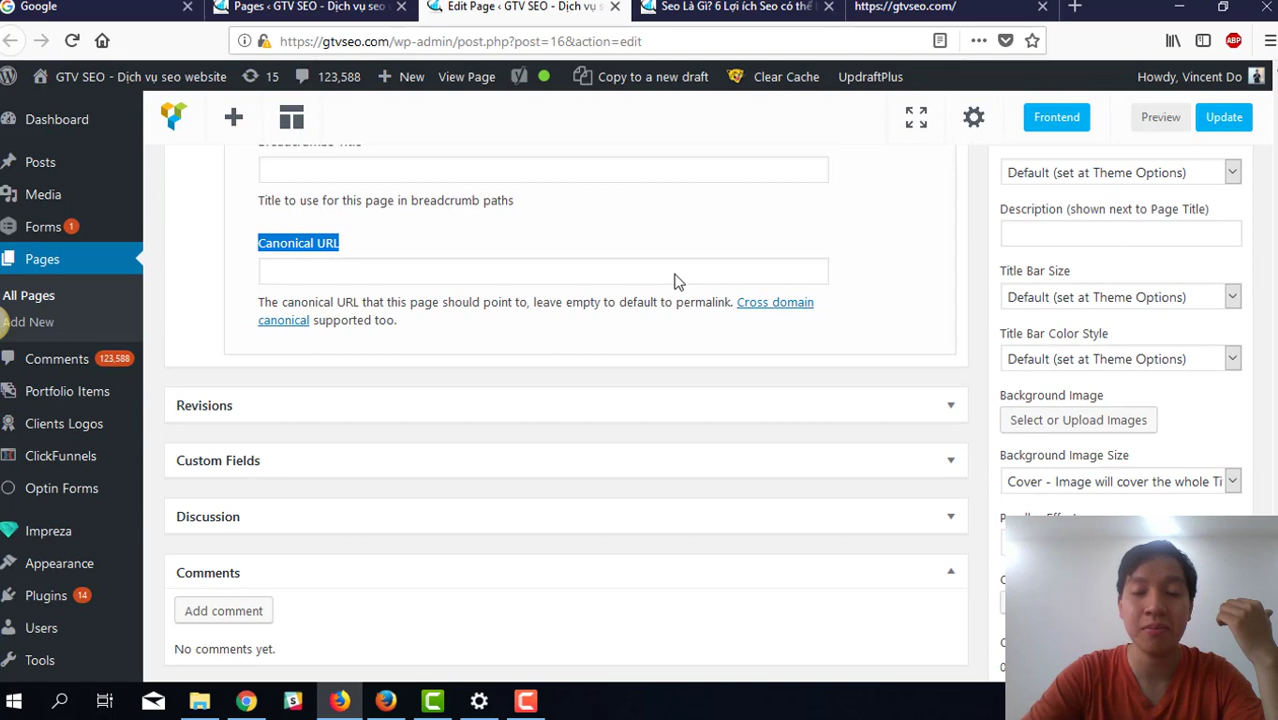 Google
Pages ‹ GTV SEO - Dịch vụ seo
Edit Page ‹ GTV SEO - Dịch vụ s
Seo Là Gì? 6 Lợi ích Seo có thể
https://gtvseo.com/
https://gtvseo.com/wp-admin/post.php?post=16&action=edit
ABP
GTV SEO - Dịch vụ seo website
15
123,588
New
View Page
Copy to a new draft
Clear Cache
UpdraftPlus
Howdy, Vincent Do
Dashboard
Posts
Media
Forms 1
Pages
All Pages
Add New
Comments 123,588
Portfolio Items
Clients Logos
ClickFunnels
Optin Forms
Impreza
Appearance
Plugins 14
Users
Tools
Frontend
Preview
Update
Breadcrumbs Title
Title to use for this page in breadcrumb paths
Canonical URL
The canonical URL that this page should point to, leave empty to default to permalink. Cross domain
canonical supported too.
Revisions
Custom Fields
Discussion
Comments
Add comment
No comments yet.
Default (set at Theme Options)
Description (shown next to Page Title)
Title Bar Size
Default (set at Theme Options)
Title Bar Color Style
Default (set at Theme Options)
Background Image
Select or Upload Images
Background Image Size
Cover - Image will cover the whole Ti